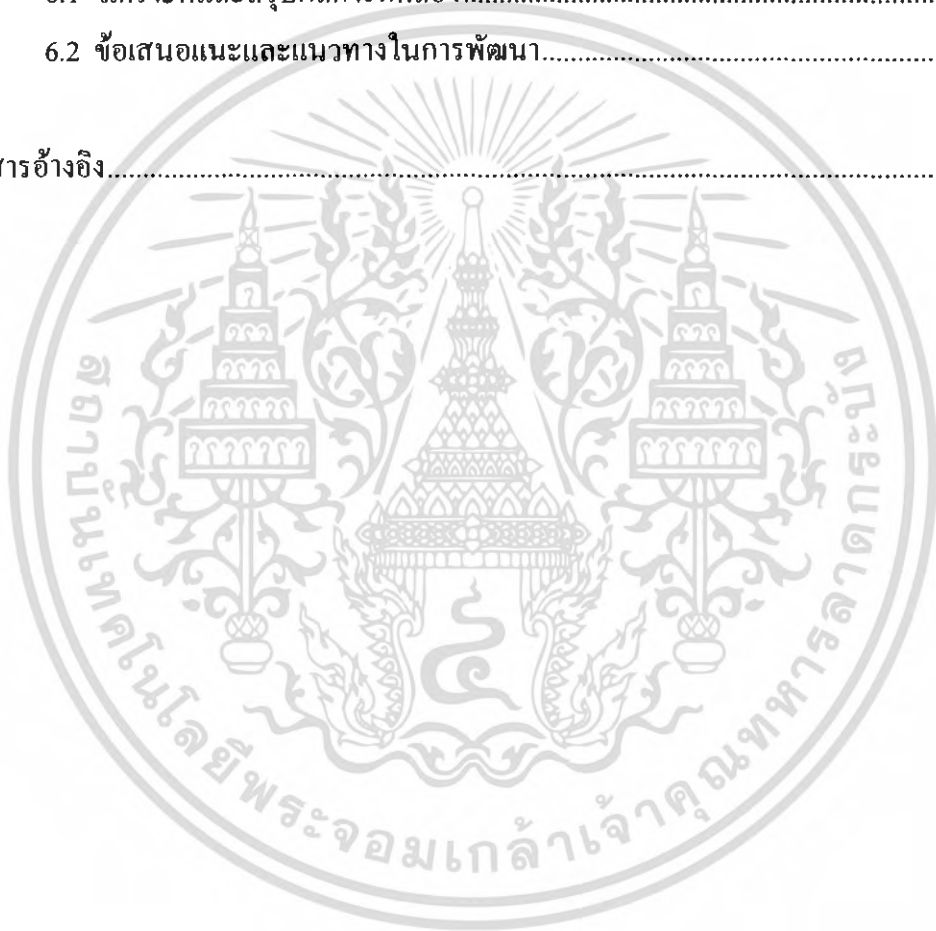 6.2 ข้อเสนอแนะและแนวทางในการพัฒนา
สารอ้างอิง
สถาบันเทคโนโลยีพระจอมเกล้าเจ้าคุณทหารลาดกระบัง
๔